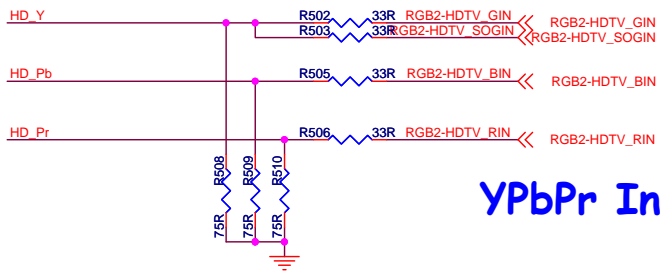 HD_Y R502 33R RGB2-HDTV_GIN RGB2-HDTV_GIN
R503 33R RGB2-HDTV_SOGIN RGB2-HDTV_SOGIN
HD_Pb R505 33R RGB2-HDTV_BIN RGB2-HDTV_BIN
HD_Pr R506 33R RGB2-HDTV_RIN RGB2-HDTV_RIN
R508 R509 R510
75R 75R 75R
YPbPr In